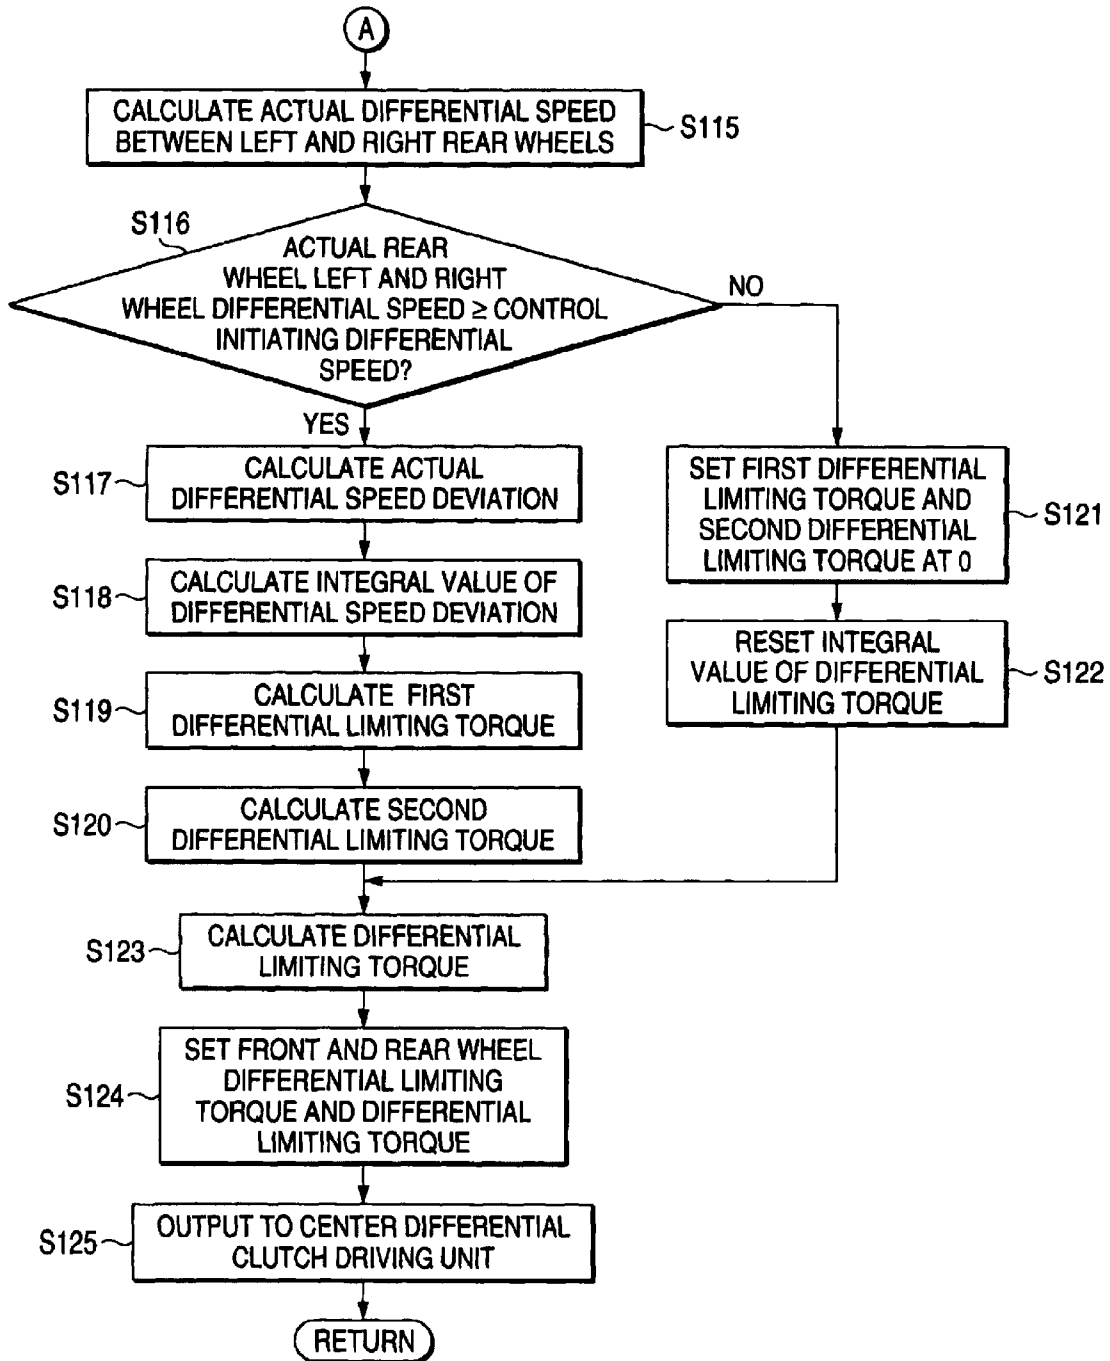 A
CALCULATE ACTUAL DIFFERENTIAL SPEED
BETWEEN LEFT AND RIGHT REAR WHEELS
S115
S116
ACTUAL REAR
WHEEL LEFT AND RIGHT
WHEEL DIFFERENTIAL SPEED ≥ CONTROL
INITIATING DIFFERENTIAL
SPEED?
NO
YES
S117
CALCULATE ACTUAL
DIFFERENTIAL SPEED DEVIATION
S118
CALCULATE INTEGRAL VALUE OF
DIFFERENTIAL SPEED DEVIATION
S119
CALCULATE FIRST
DIFFERENTIAL LIMITING TORQUE
S120
CALCULATE SECOND
DIFFERENTIAL LIMITING TORQUE
SET FIRST DIFFERENTIAL
LIMITING TORQUE AND
SECOND DIFFERENTIAL
LIMITING TORQUE AT 0
S121
RESET INTEGRAL
VALUE OF DIFFERENTIAL
LIMITING TORQUE
S122
S123
CALCULATE DIFFERENTIAL
LIMITING TORQUE
S124
SET FRONT AND REAR WHEEL
DIFFERENTIAL LIMITING
TORQUE AND DIFFERENTIAL
LIMITING TORQUE
S125
OUTPUT TO CENTER DIFFERENTIAL
CLUTCH DRIVING UNIT
RETURN